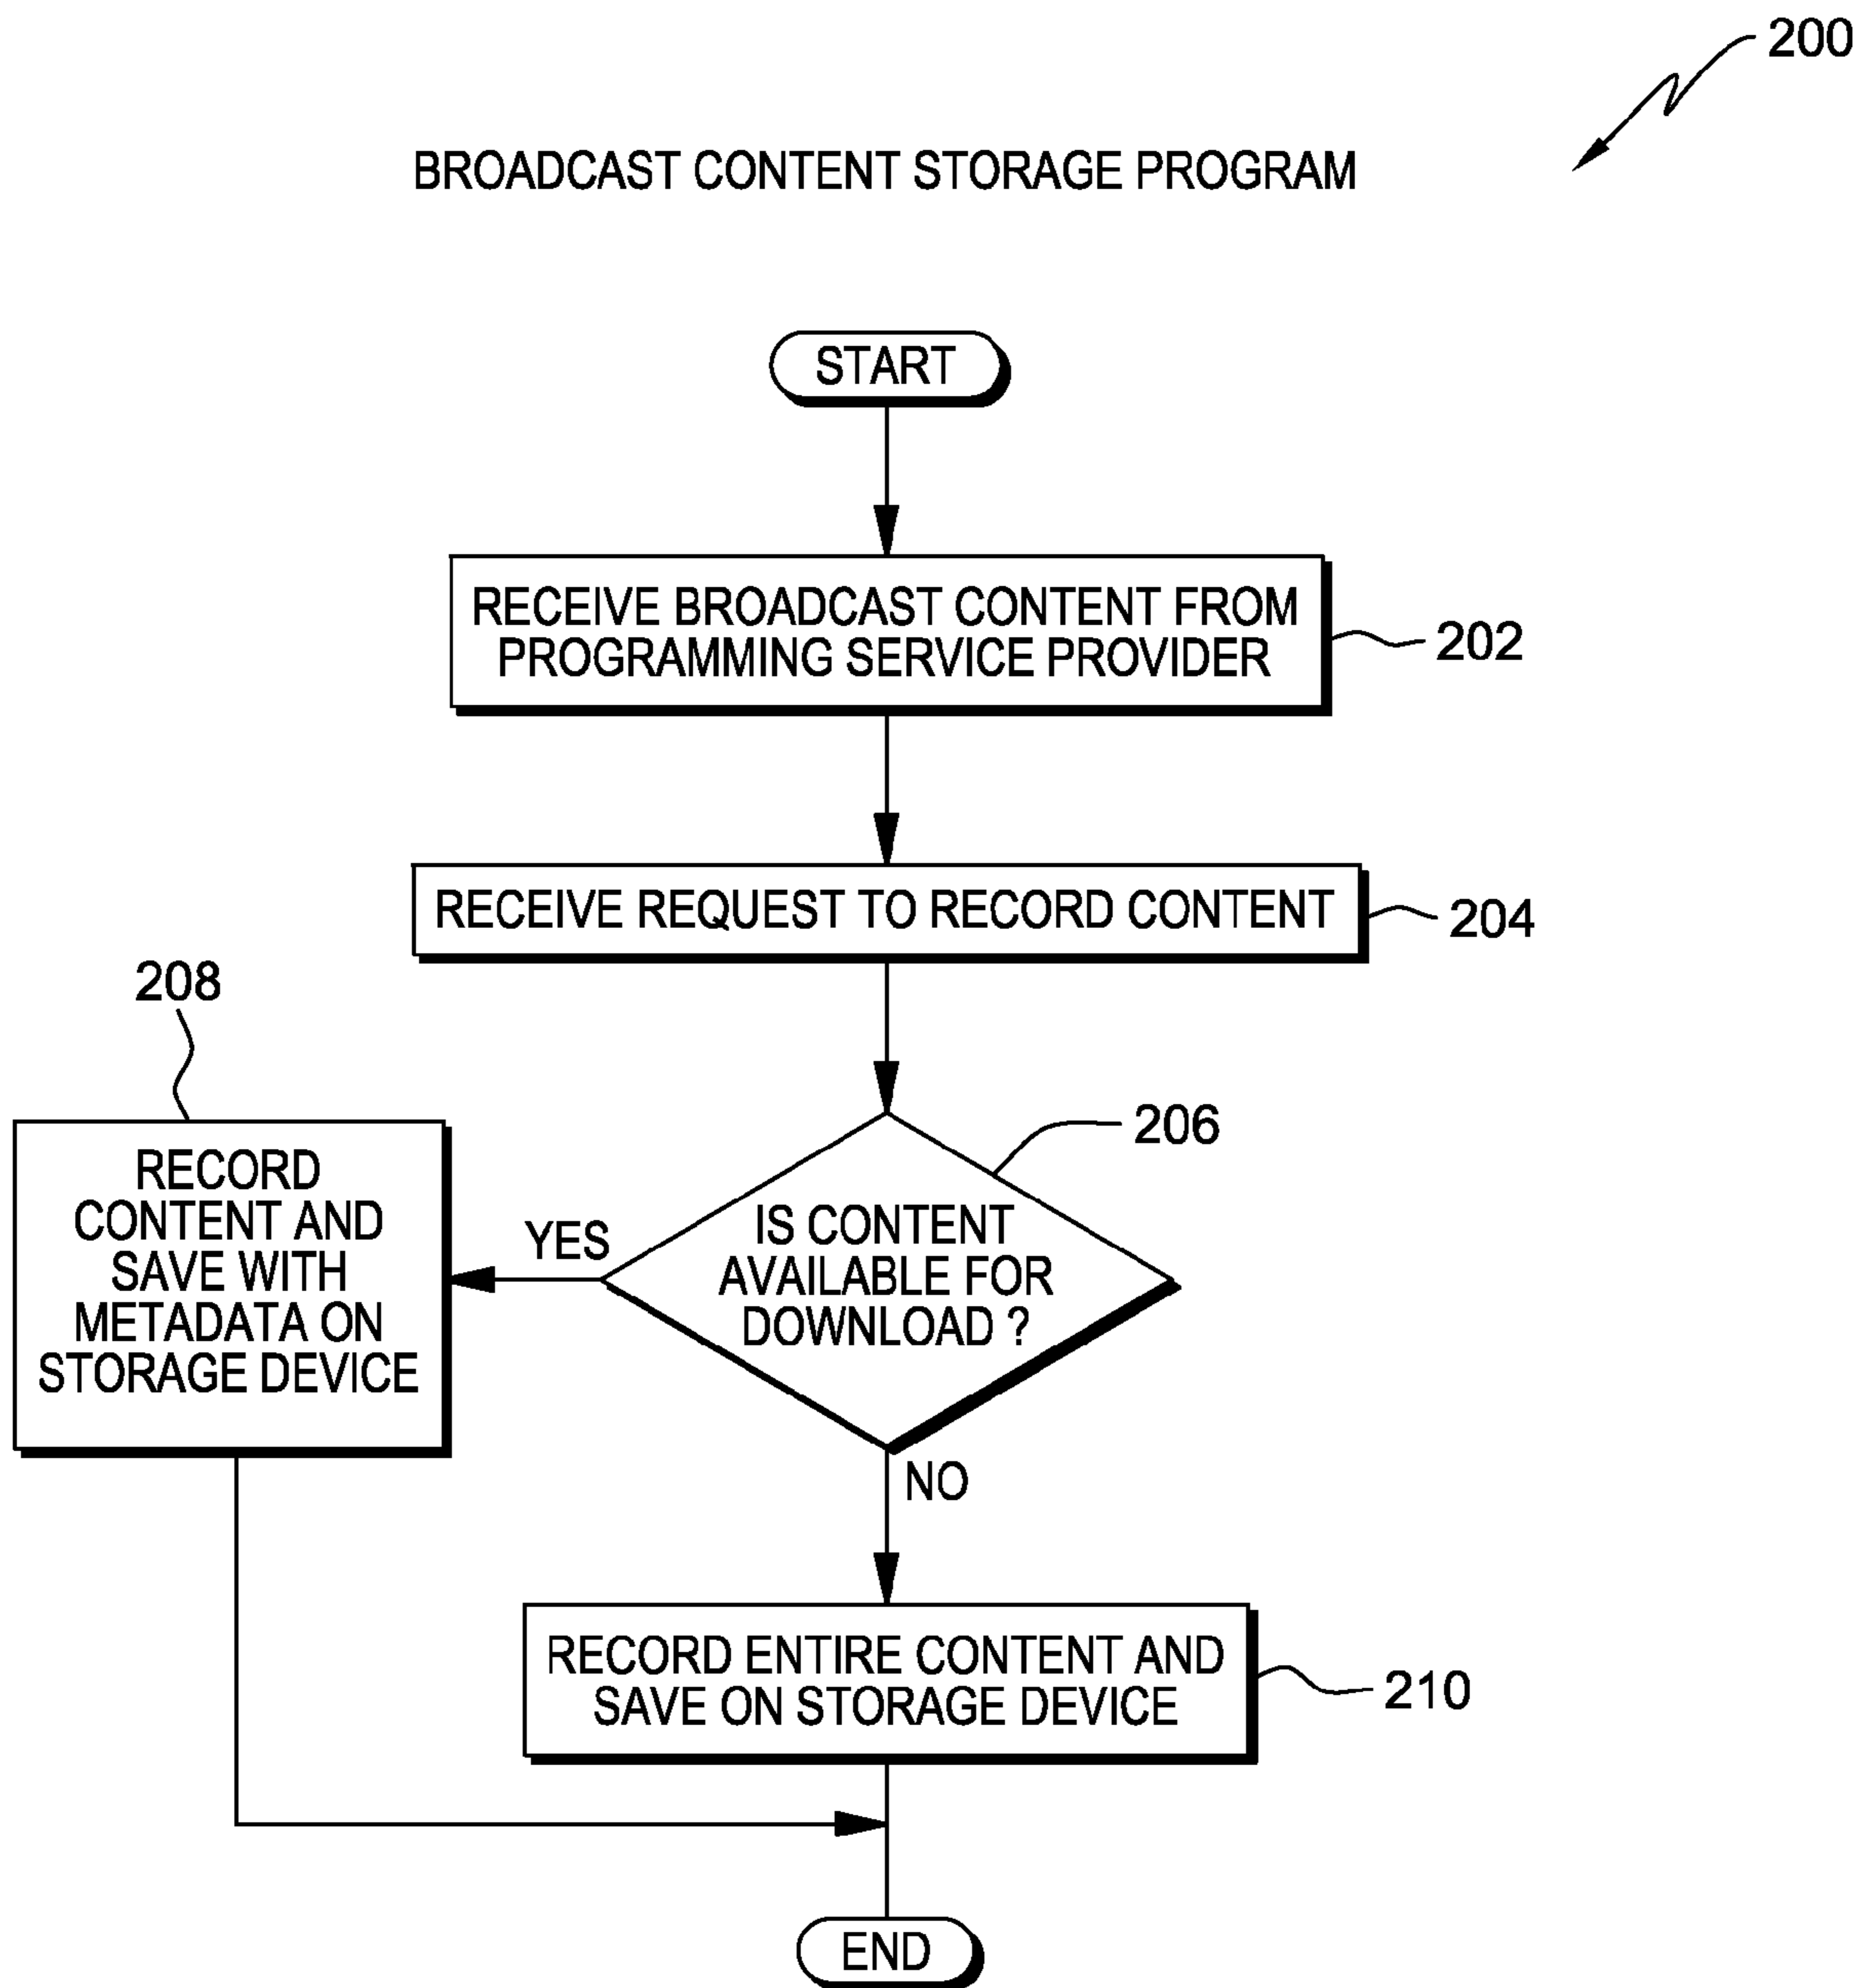 200
BROADCAST CONTENT STORAGE PROGRAM
START
RECEIVE BROADCAST CONTENT FROM
PROGRAMMING SERVICE PROVIDER
202
RECEIVE REQUEST TO RECORD CONTENT
204
206
IS CONTENT
AVAILABLE FOR
DOWNLOAD ?
YES
208
RECORD
CONTENT AND
SAVE WITH
METADATA ON
STORAGE DEVICE
NO
RECORD ENTIRE CONTENT AND
SAVE ON STORAGE DEVICE
210
END